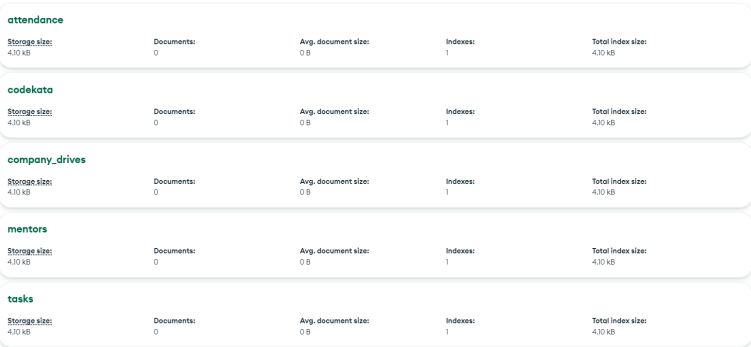 attendance
Storage size: Documents: Avg. document size: Indexes: Total index size:
4.10 kB 0 0 B 1 4.10 kB
codekata
Storage size: Documents: Avg. document size: Indexes: Total index size:
4.10 kB 0 0 B 1 4.10 kB
company_drives
Storage size: Documents: Avg. document size: Indexes: Total index size:
4.10 kB 0 0 B 1 4.10 kB
mentors
Storage size: Documents: Avg. document size: Indexes: Total index size:
4.10 kB 0 0 B 1 4.10 kB
tasks
Storage size: Documents: Avg. document size: Indexes: Total index size:
4.10 kB 0 0 B 1 4.10 kB